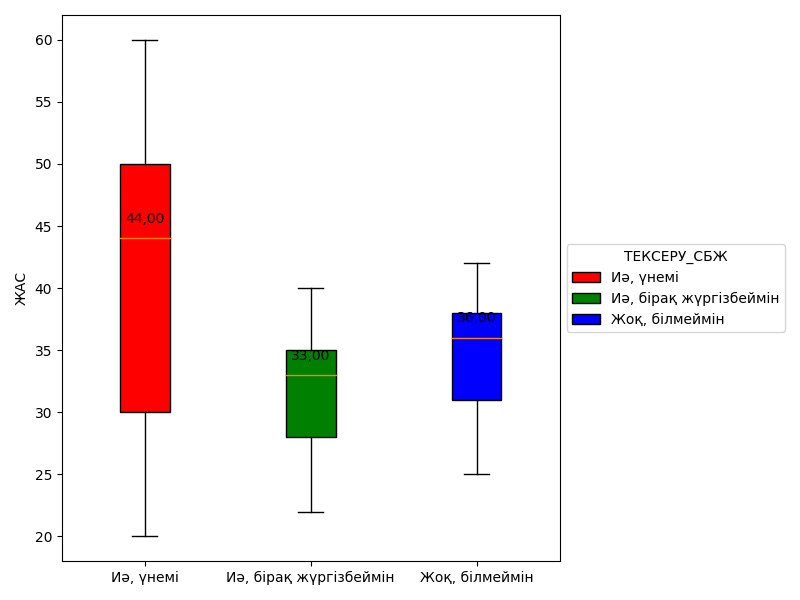 60
55
50
45
40
35
30
25
20
ЖАС
44,00
33,00
36,00
Иә, үнемі
Иә, бірақ жүргізбеймін
Жоқ, білмеймін
ТЕКСЕРУ_СБЖ
Иә, үнемі
Иә, бірақ жүргізбеймін
Жоқ, білмеймін